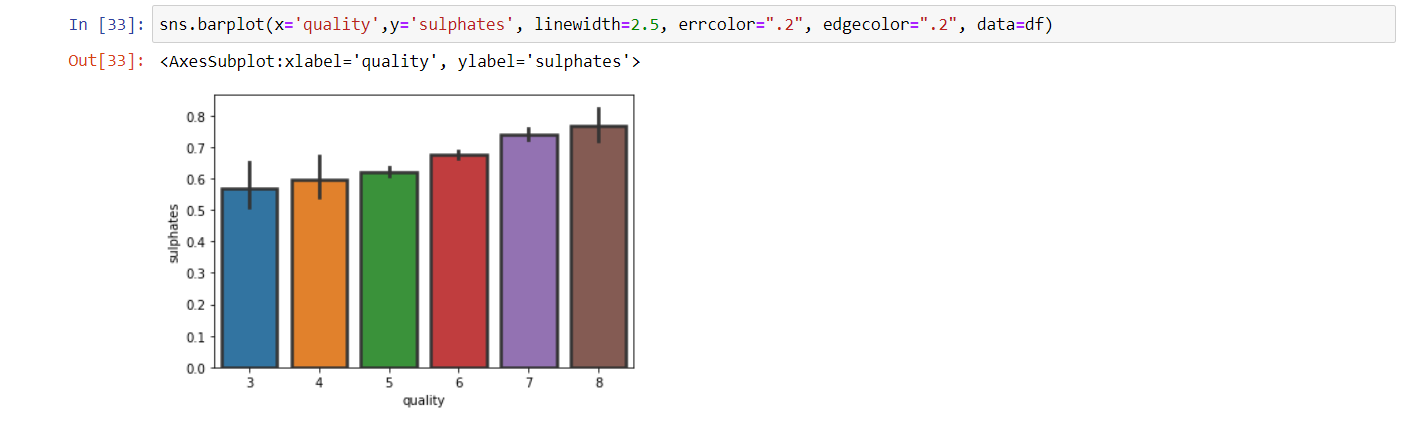 In [33]: sns.barplot(x='quality',y='sulphates', linewidth=2.5, errcolor=".2", edgecolor=".2", data=df)
Out[33]: <AxesSubplot:xlabel='quality', ylabel='sulphates'>
0.8
0.7
0.6
0.5
0.4
0.3
0.2
0.1
0.0
sulphates
3 4 5 6 7 8
quality